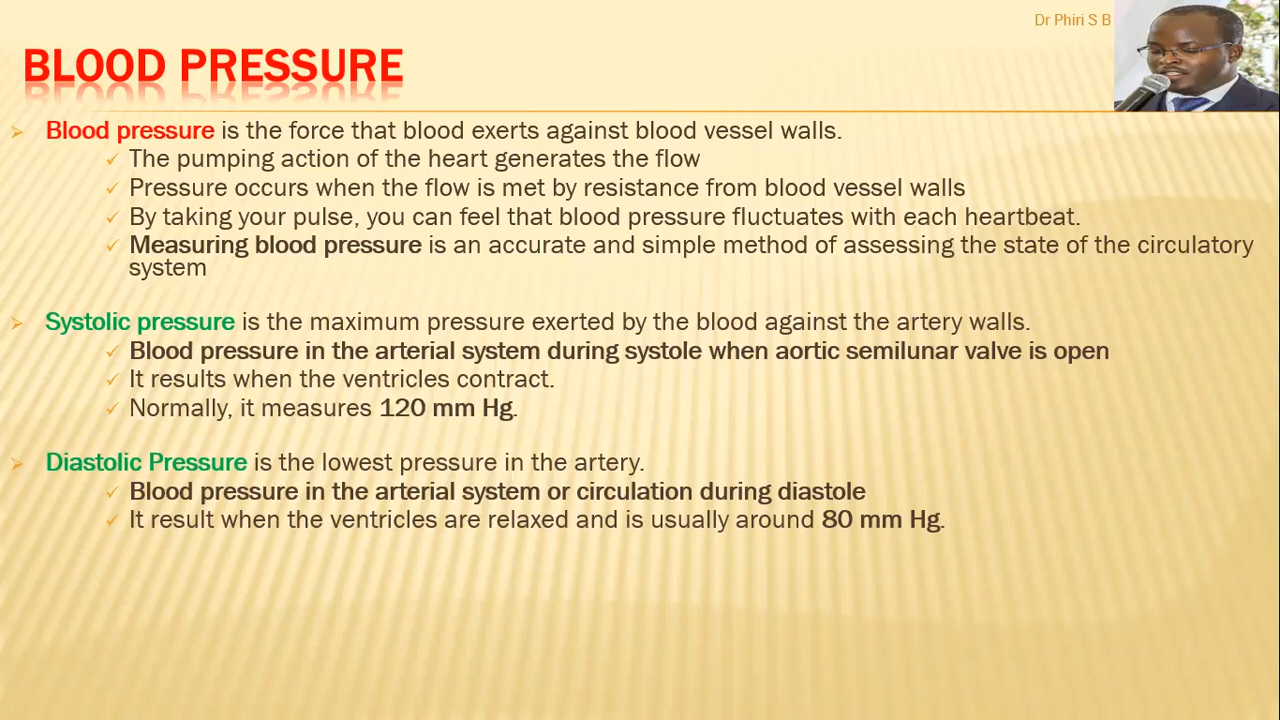 Dr Phiri S B
BLOOD PRESSURE
Blood pressure is the force that blood exerts against blood vessel walls.
The pumping action of the heart generates the flow
Pressure occurs when the flow is met by resistance from blood vessel walls
By taking your pulse, you can feel that blood pressure fluctuates with each heartbeat.
Measuring blood pressure is an accurate and simple method of assessing the state of the circulatory
system
Systolic pressure is the maximum pressure exerted by the blood against the artery walls.
Blood pressure in the arterial system during systole when aortic semilunar valve is open
It results when the ventricles contract.
Normally, it measures 120 mm Hg.
Diastolic Pressure is the lowest pressure in the artery.
Blood pressure in the arterial system or circulation during diastole
It result when the ventricles are relaxed and is usually around 80 mm Hg.